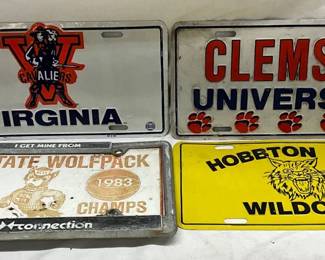 V
CAVALIERS
VIRGINIA
CLEMS
UNIVERS
I GET MINE FROM
TATE WOLFPACK
1983
CHAMPS
connection
HOBBTON
WILDC